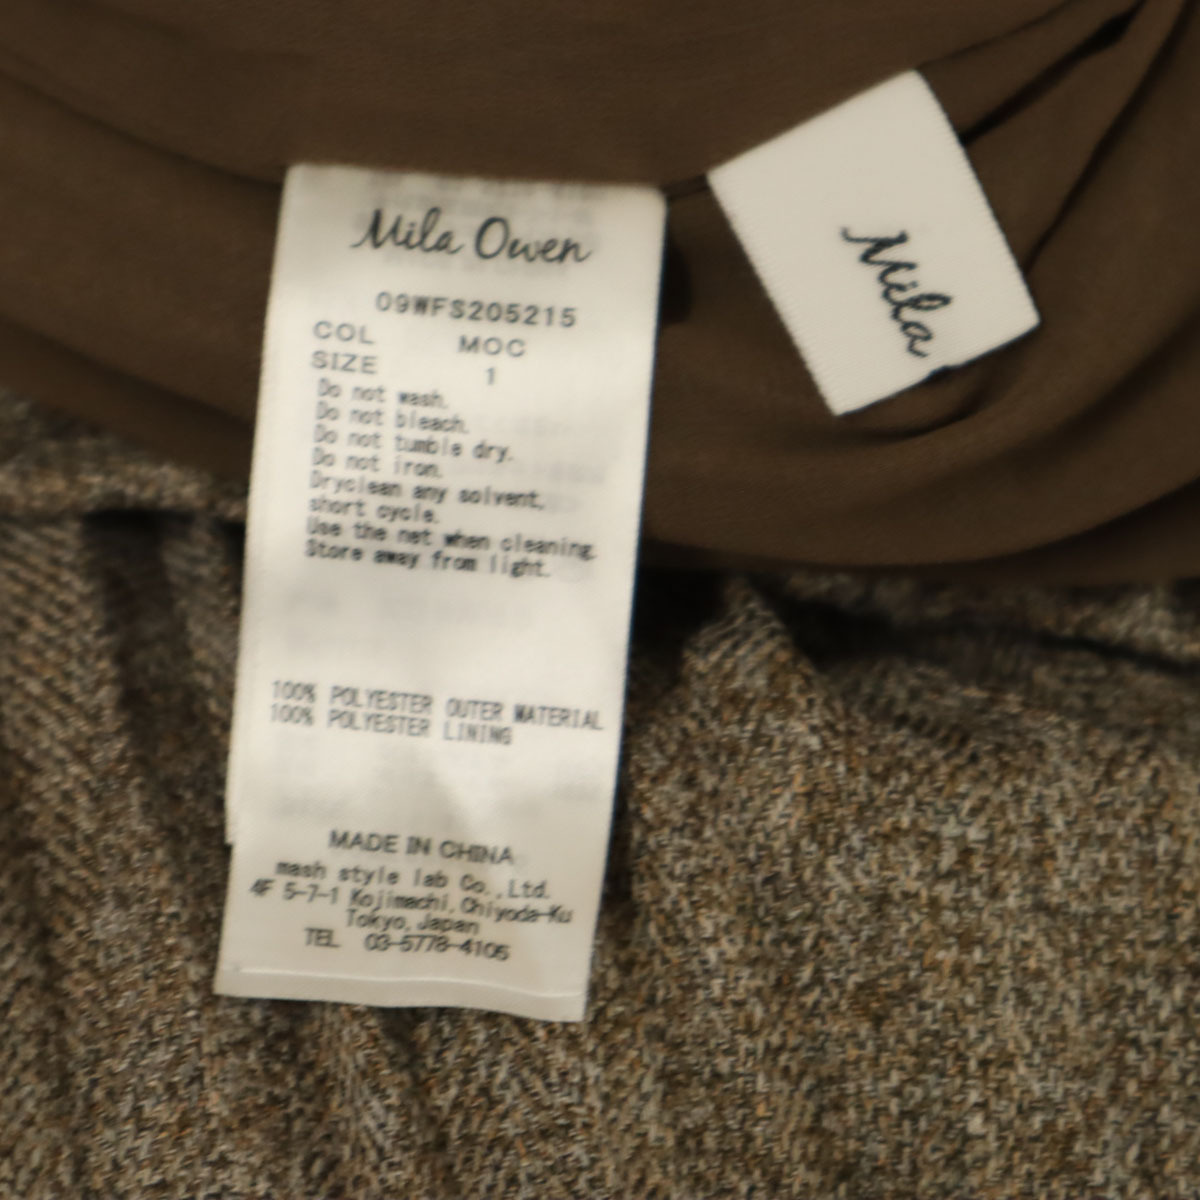 Mila Owen
09WFS205215
COL MOC
SIZE 1
Do not wash.
Do not bleach.
Do not tumble dry.
Do not iron.
Dryclean any solvent,
short cycle.
Use the net when cleaning.
Store away from light.
100% POLYESTER OUTER MATERIAL
100% POLYESTER LINING
MADE IN CHINA
mash style lab Co.,Ltd.
4F 5-7-1 Kojimachi,Chiyoda-Ku
Tokyo,Japan
TEL 03-5778-4106
Mila